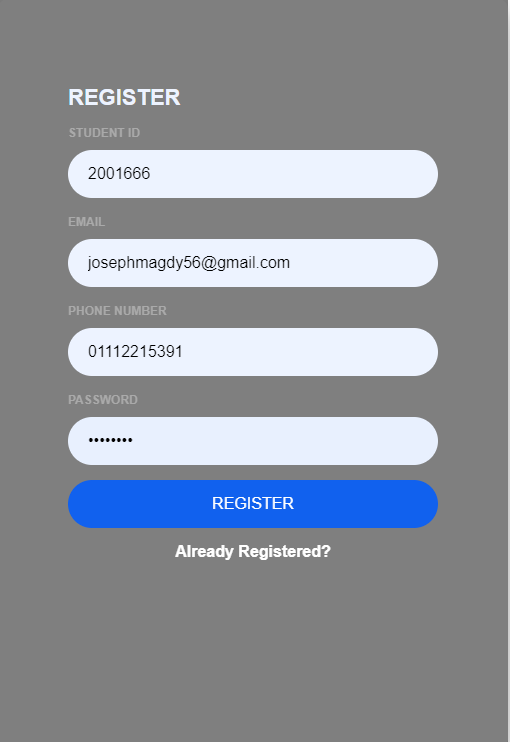 REGISTER
STUDENT ID
2001666
EMAIL
josephmagdy56@gmail.com
PHONE NUMBER
01112215391
PASSWORD
••••••••
REGISTER
Already Registered?